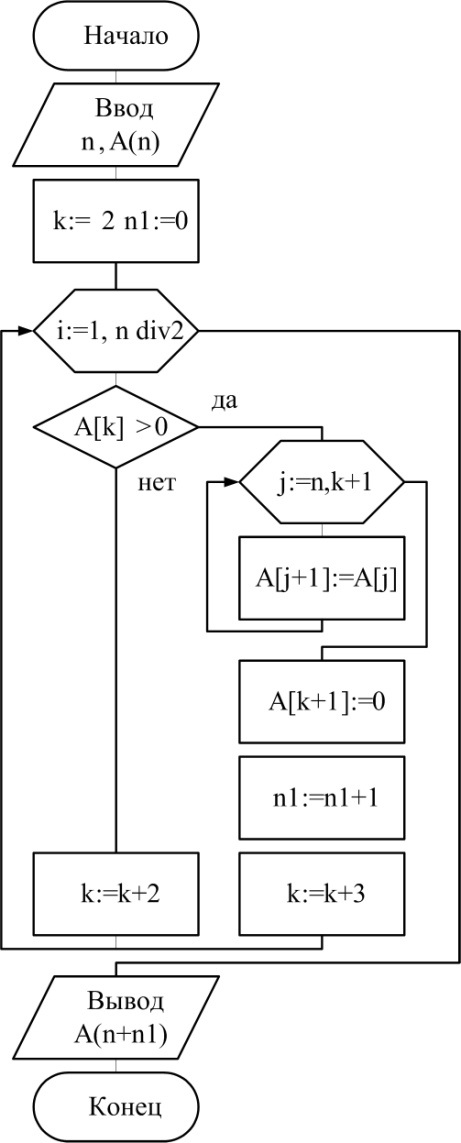 Начало
Ввод
n, A(n)
k:= 2 n1:=0
i:=1, n div2
A[k] >0
да
нет
j:=n,k+1
A[j+1]:=A[j]
A[k+1]:=0
n1:=n1+1
k:=k+2
k:=k+3
Вывод
A(n+n1)
Конец